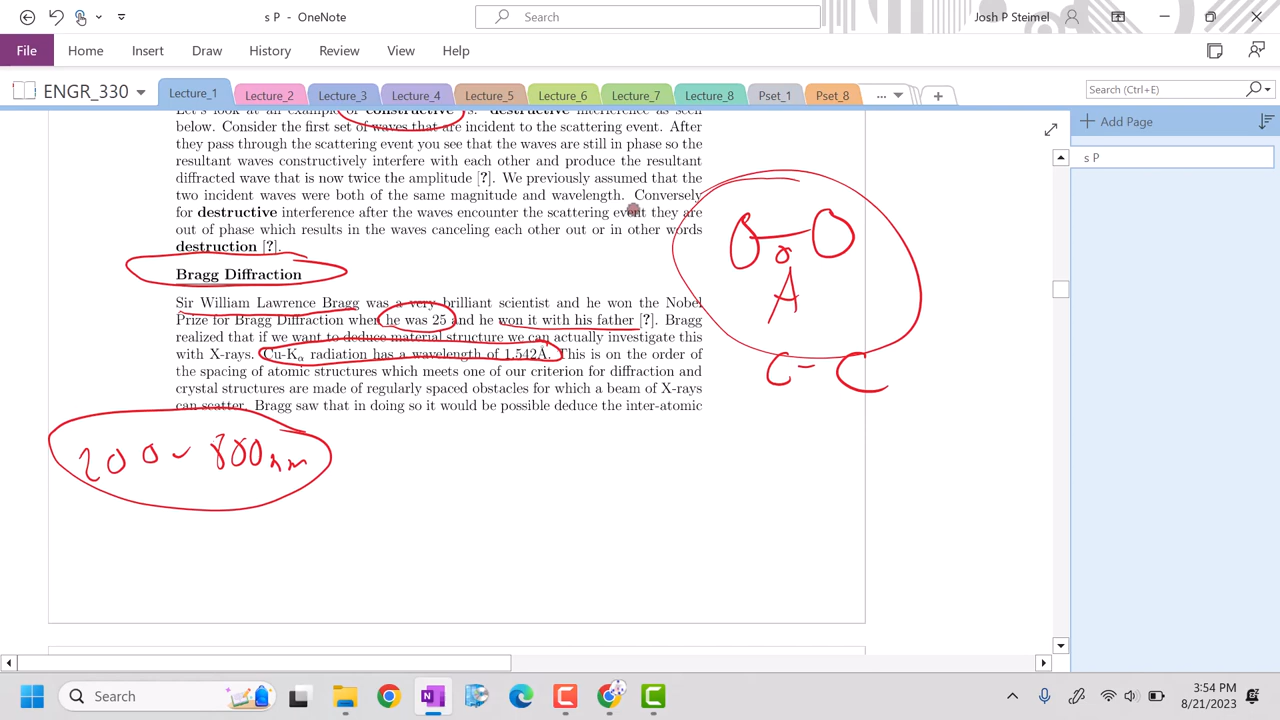 s P - OneNote
Search
Josh P Steimel
File
Home
Insert
Draw
History
Review
View
Help
ENGR_330
Lecture_1
Lecture_2
Lecture_3
Lecture_4
Lecture_5
Lecture_6
Lecture_7
Lecture_8
Pset_1
Pset_8
...
Search (Ctrl+E)
Add Page
s P
below. Consider the first set of waves that are incident to the scattering event. After
they pass through the scattering event you see that the waves are still in phase so the
resultant waves constructively interfere with each other and produce the resultant
diffracted wave that is now twice the amplitude [?]. We previously assumed that the
two incident waves were both of the same magnitude and wavelength. Conversely
for destructive interference after the waves encounter the scattering event they are
out of phase which results in the waves canceling each other out or in other words
destruction [?].
Bragg Diffraction
Sir William Lawrence Bragg was a very brilliant scientist and he won the Nobel
Prize for Bragg Diffraction when he was 25 and he won it with his father [?]. Bragg
realized that if we want to deduce material structure we can actually investigate this
with X-rays. Cu-Kα radiation has a wavelength of 1.542Å. This is on the order of
the spacing of atomic structures which meets one of our criterion for diffraction and
crystal structures are made of regularly spaced obstacles for which a beam of X-rays
can scatter. Bragg saw that in doing so it would be possible deduce the inter-atomic
A
C-C
200~800nm
Search
3:54 PM
8/21/2023